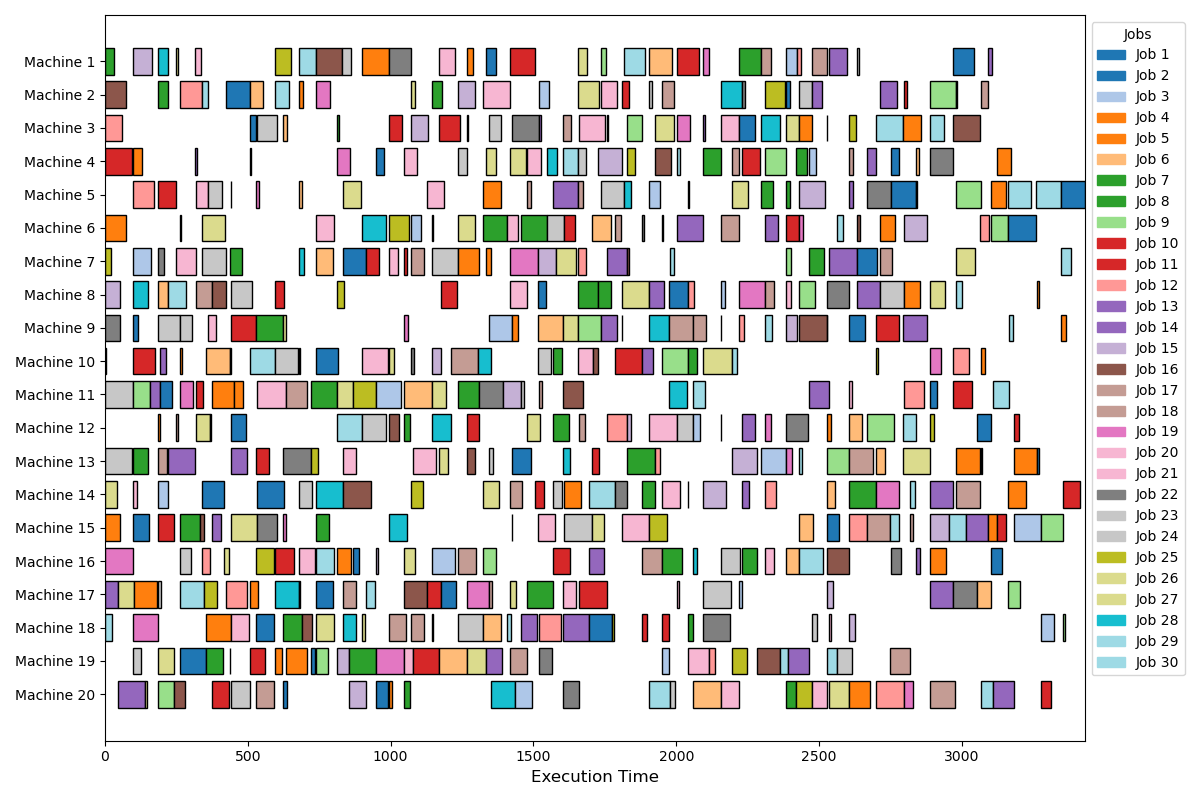 Machine 1
Machine 2
Machine 3
Machine 4
Machine 5
Machine 6
Machine 7
Machine 8
Machine 9
Machine 10
Machine 11
Machine 12
Machine 13
Machine 14
Machine 15
Machine 16
Machine 17
Machine 18
Machine 19
Machine 20
0 500 1000 1500 2000 2500 3000
Execution Time
Jobs
Job 1
Job 2
Job 3
Job 4
Job 5
Job 6
Job 7
Job 8
Job 9
Job 10
Job 11
Job 12
Job 13
Job 14
Job 15
Job 16
Job 17
Job 18
Job 19
Job 20
Job 21
Job 22
Job 23
Job 24
Job 25
Job 26
Job 27
Job 28
Job 29
Job 30